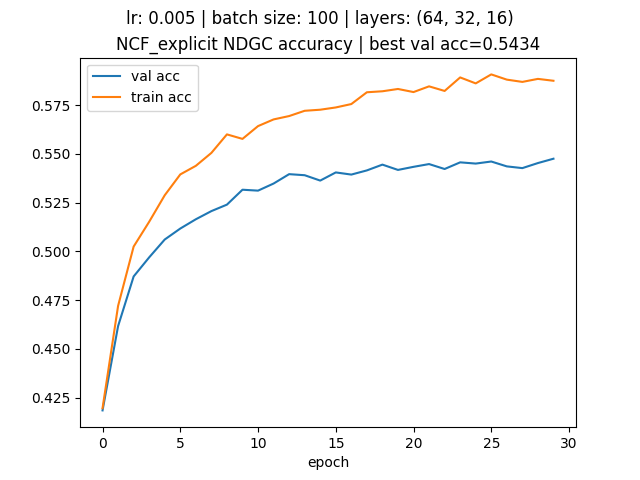 lr: 0.005 | batch size: 100 | layers: (64, 32, 16)
NCF_explicit NDGC accuracy | best val acc=0.5434
val acc
train acc
0.575
0.550
0.525
0.500
0.475
0.450
0.425
0 5 10 15 20 25 30
epoch